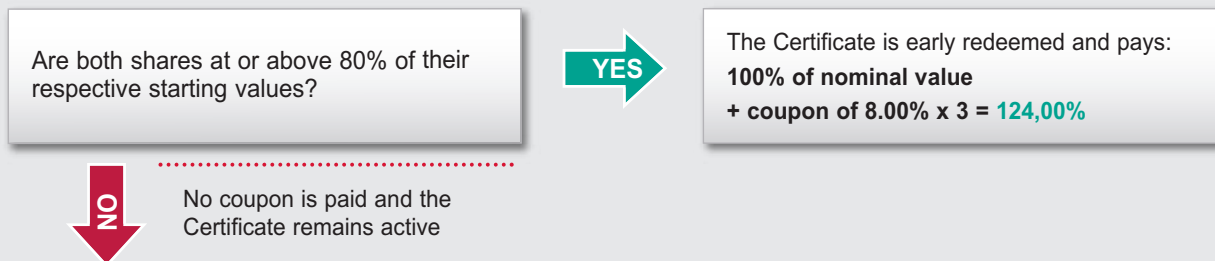 Are both shares at or above 80% of their
respective starting values?
YES
The Certificate is early redeemed and pays:
100% of nominal value
+ coupon of 8.00% x 3 = 124,00%
NO
No coupon is paid and the
Certificate remains active